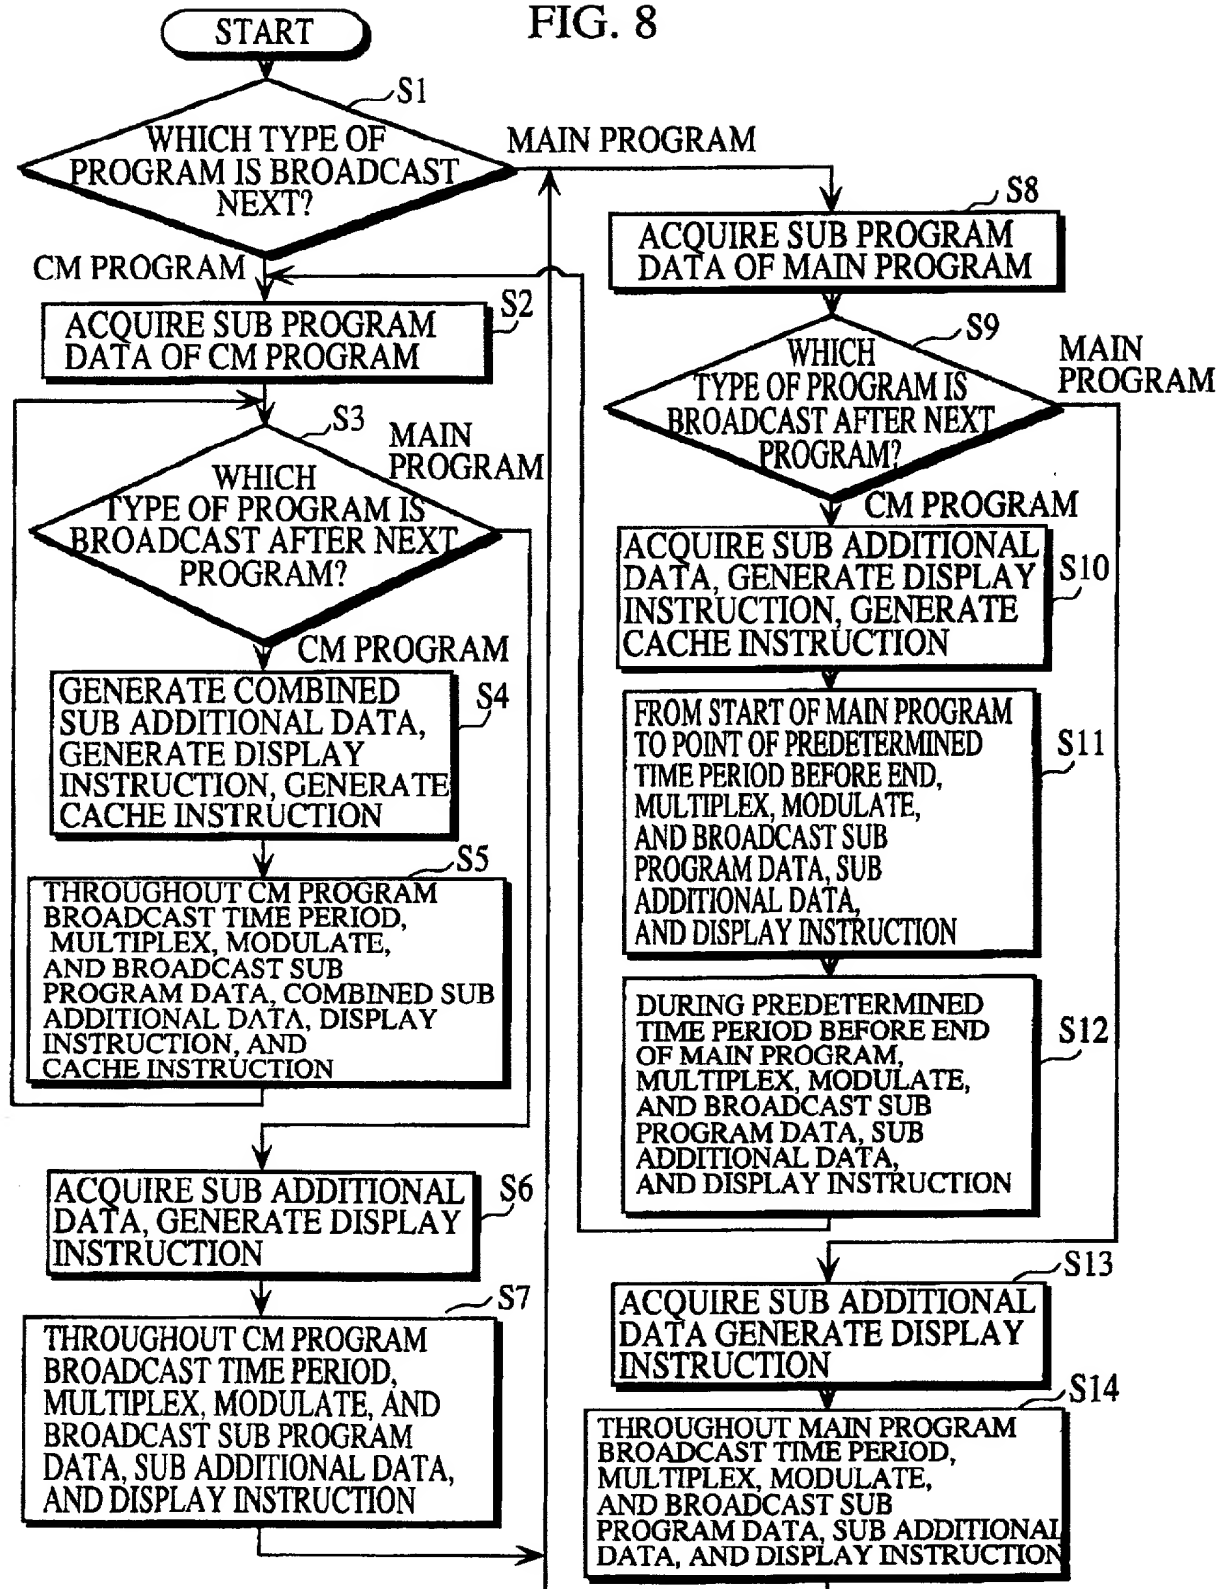 FIG. 8
START
S1
WHICH TYPE OF
PROGRAM IS BROADCAST
NEXT?
MAIN PROGRAM
CM PROGRAM
S2
ACQUIRE SUB PROGRAM
DATA OF CM PROGRAM
S3
MAIN
PROGRAM
WHICH
TYPE OF PROGRAM IS
BROADCAST AFTER NEXT
PROGRAM?
CM PROGRAM
S4
GENERATE COMBINED
SUB ADDITIONAL DATA,
GENERATE DISPLAY
INSTRUCTION, GENERATE
CACHE INSTRUCTION
S5
THROUGHOUT CM PROGRAM
BROADCAST TIME PERIOD,
MULTIPLEX, MODULATE,
AND BROADCAST SUB
PROGRAM DATA, COMBINED SUB
ADDITIONAL DATA, DISPLAY
INSTRUCTION, AND
CACHE INSTRUCTION
S6
ACQUIRE SUB ADDITIONAL
DATA, GENERATE DISPLAY
INSTRUCTION
S7
THROUGHOUT CM PROGRAM
BROADCAST TIME PERIOD,
MULTIPLEX, MODULATE, AND
BROADCAST SUB PROGRAM
DATA, SUB ADDITIONAL DATA,
AND DISPLAY INSTRUCTION
S8
ACQUIRE SUB PROGRAM
DATA OF MAIN PROGRAM
S9
MAIN
PROGRAM
WHICH
TYPE OF PROGRAM IS
BROADCAST AFTER NEXT
PROGRAM?
CM PROGRAM
S10
ACQUIRE SUB ADDITIONAL
DATA, GENERATE DISPLAY
INSTRUCTION, GENERATE
CACHE INSTRUCTION
S11
FROM START OF MAIN PROGRAM
TO POINT OF PREDETERMINED
TIME PERIOD BEFORE END,
MULTIPLEX, MODULATE,
AND BROADCAST SUB
PROGRAM DATA, SUB
ADDITIONAL DATA,
AND DISPLAY INSTRUCTION
S12
DURING PREDETERMINED
TIME PERIOD BEFORE END
OF MAIN PROGRAM,
MULTIPLEX, MODULATE,
AND BROADCAST SUB
PROGRAM DATA, SUB
ADDITIONAL DATA,
AND DISPLAY INSTRUCTION
S13
ACQUIRE SUB ADDITIONAL
DATA GENERATE DISPLAY
INSTRUCTION
S14
THROUGHOUT MAIN PROGRAM
BROADCAST TIME PERIOD,
MULTIPLEX, MODULATE,
AND BROADCAST SUB
PROGRAM DATA, SUB ADDITIONAL
DATA, AND DISPLAY INSTRUCTION